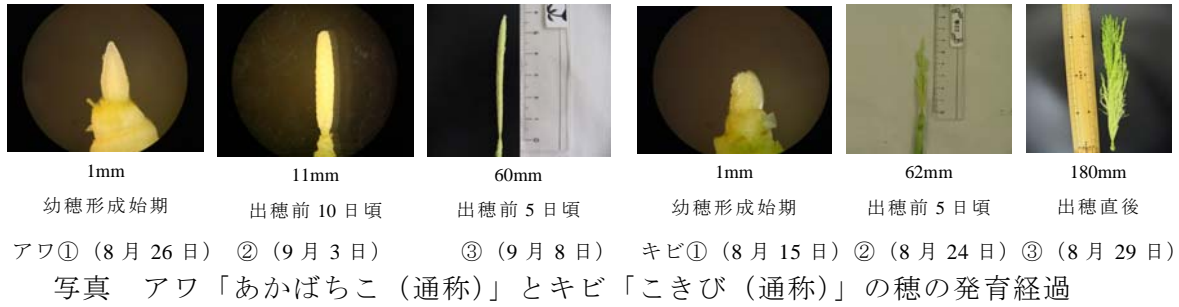 1mm 11mm 60mm 1mm 62mm 180mm
幼穂形成始期 出穂前10日頃 出穂前5日頃 幼穂形成始期 出穂前5日頃 出穂直後
アワ①（8月26日） ②（9月3日） ③（9月8日） キビ①（8月15日） ②（8月24日） ③（8月29日）
写真 アワ「あかばちこ（通称）」とキビ「こきび（通称）」の穂の発育経過